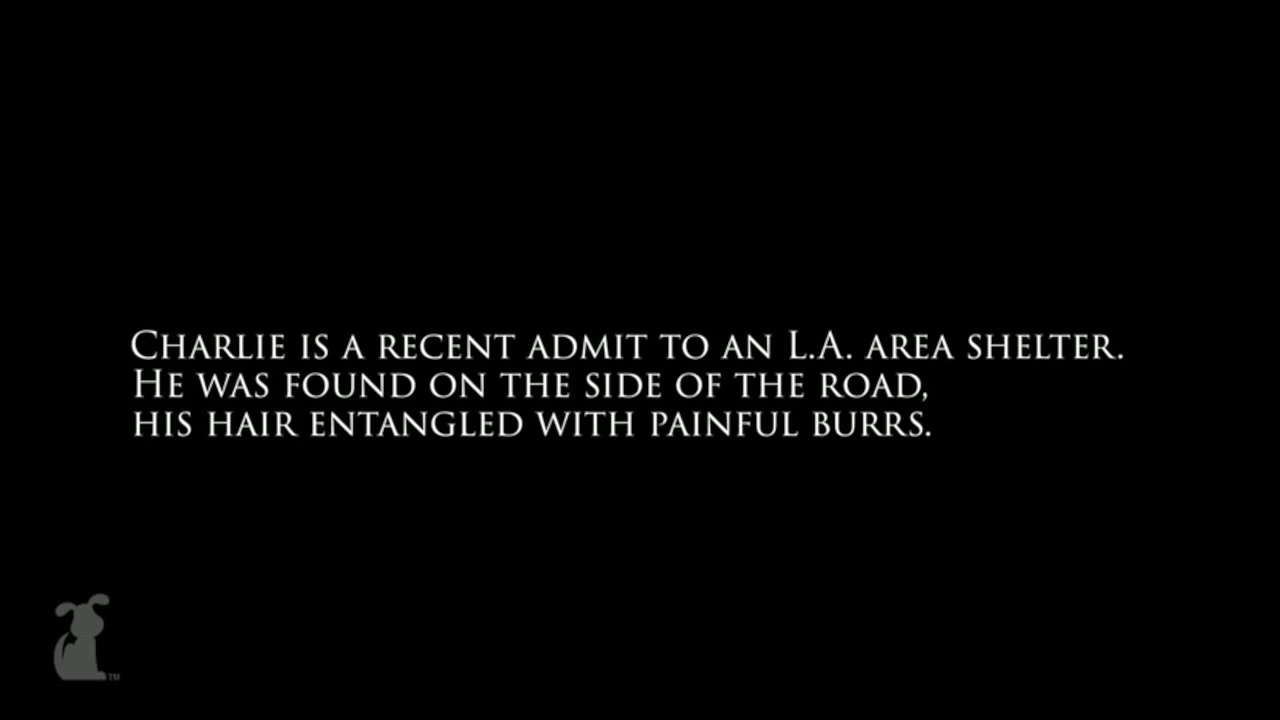 Charlie is a recent admit to an L.A. area shelter.
He was found on the side of the road,
his hair entangled with painful burrs.
TM